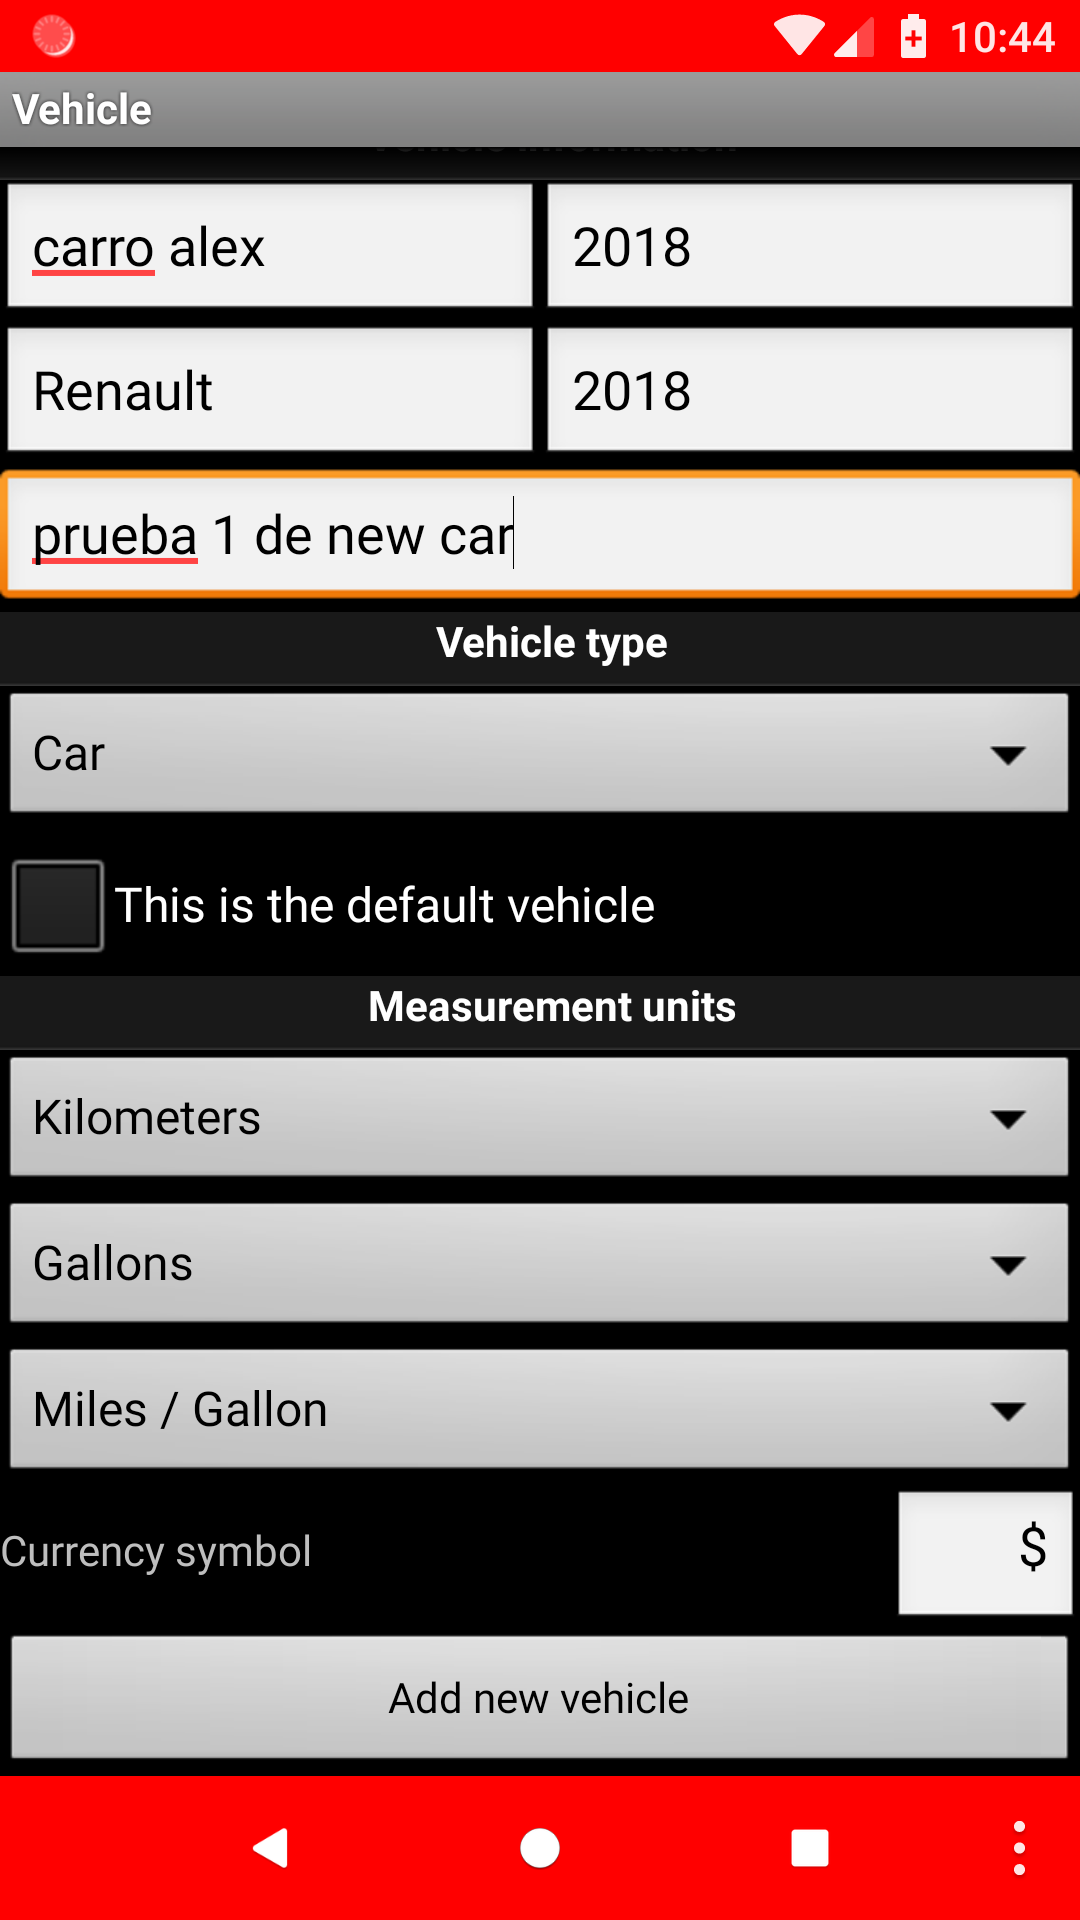 10:44
Vehicle
carro alex
2018
Renault
2018
prueba 1 de new car
Vehicle type
Car
This is the default vehicle
Measurement units
Kilometers
Gallons
Miles / Gallon
Currency symbol
$
Add new vehicle